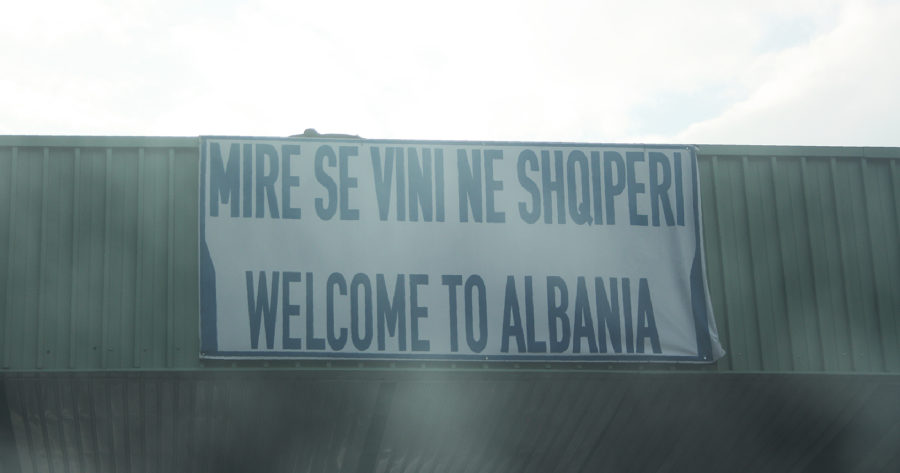 MIRE SE VINI NE SHQIPERI
WELCOME TO ALBANIA